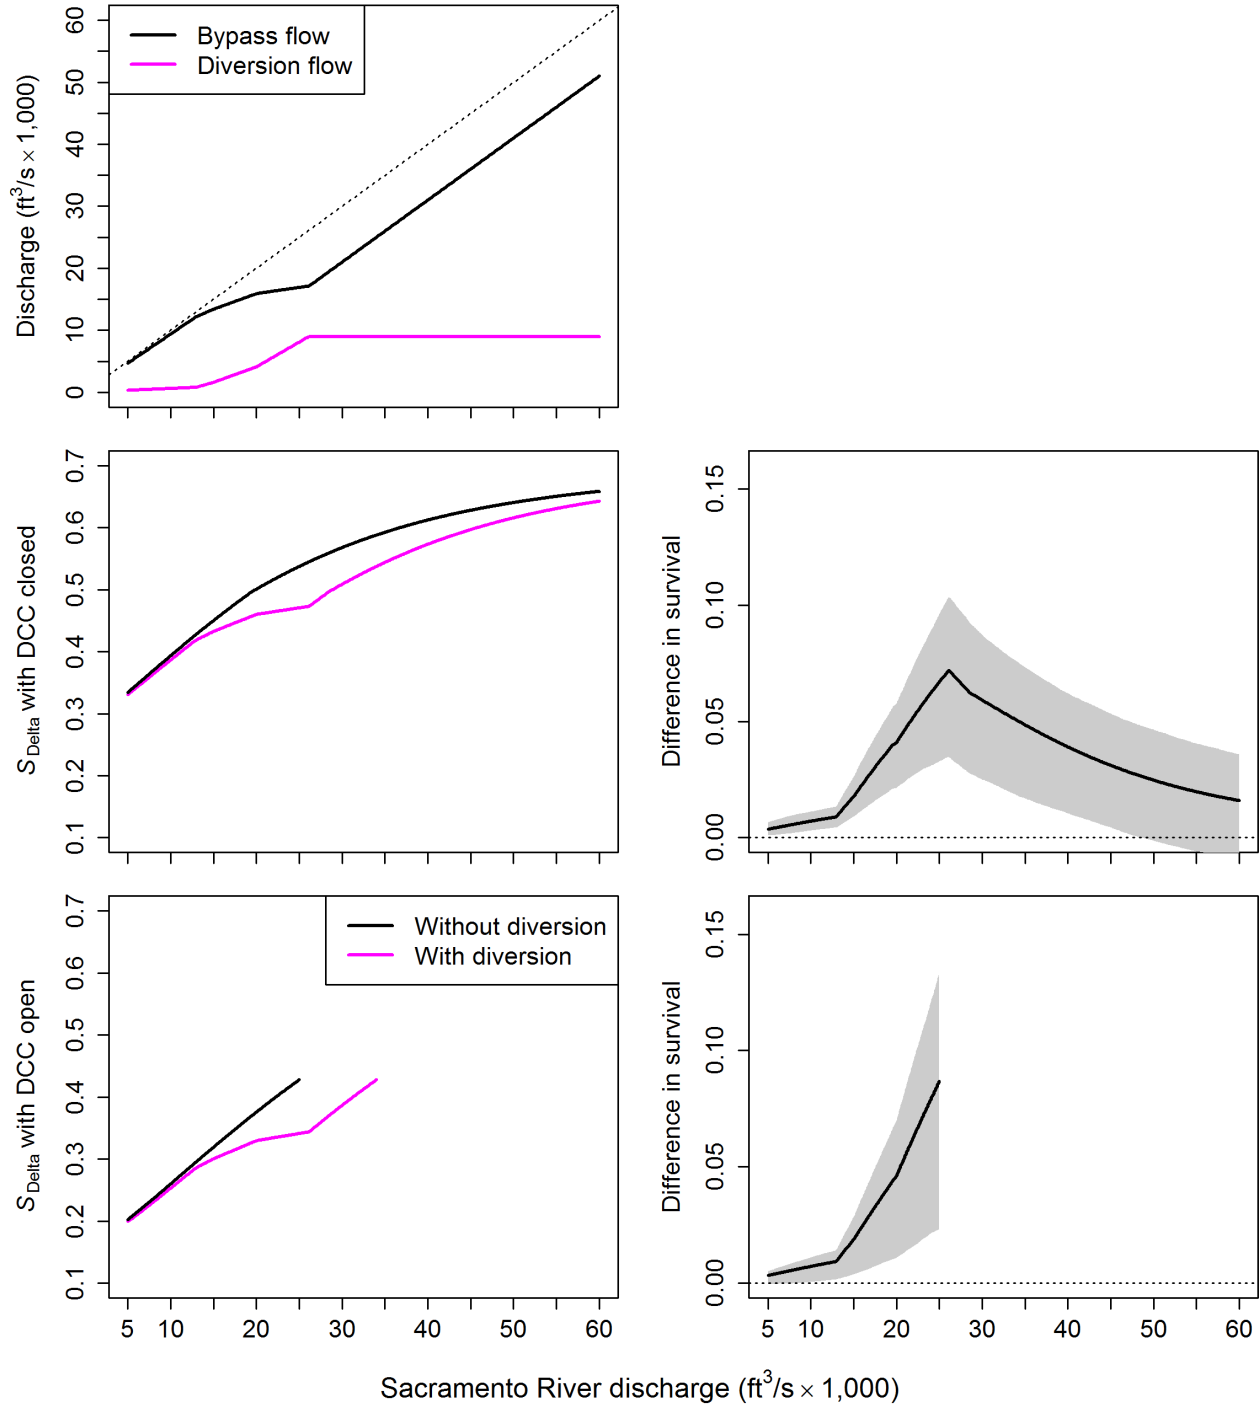 Bypass flow
Diversion flow
Discharge (ft³/s × 1,000)
0 10 20 30 40 50 60
S Delta with DCC closed
0.1 0.2 0.3 0.4 0.5 0.6 0.7
Difference in survival
0.00 0.05 0.10 0.15
Without diversion
With diversion
S Delta with DCC open
0.1 0.2 0.3 0.4 0.5 0.6 0.7
5 10 20 30 40 50 60
Difference in survival
0.00 0.05 0.10 0.15
5 10 20 30 40 50 60
Sacramento River discharge (ft³/s × 1,000)